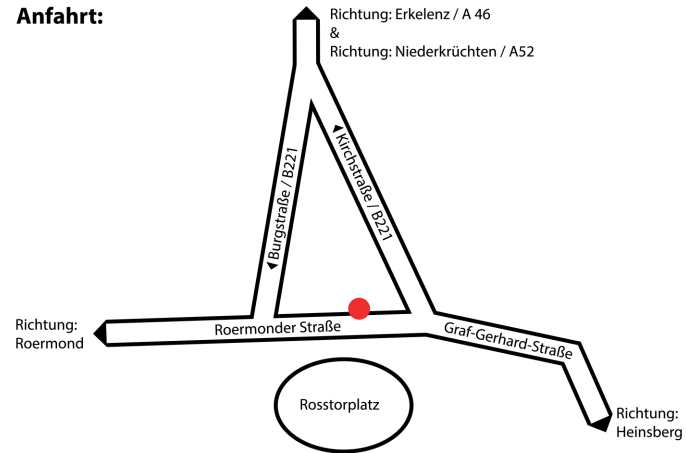 Anfahrt:
Richtung: Erkelenz / A 46
&
Richtung: Niederkrüchten / A52
Burgstraße / B221
Kirchstraße / B221
Richtung:
Roermond
Roermonder Straße
Graf-Gerhard-Straße
Rosstorplatz
Richtung:
Heinsberg